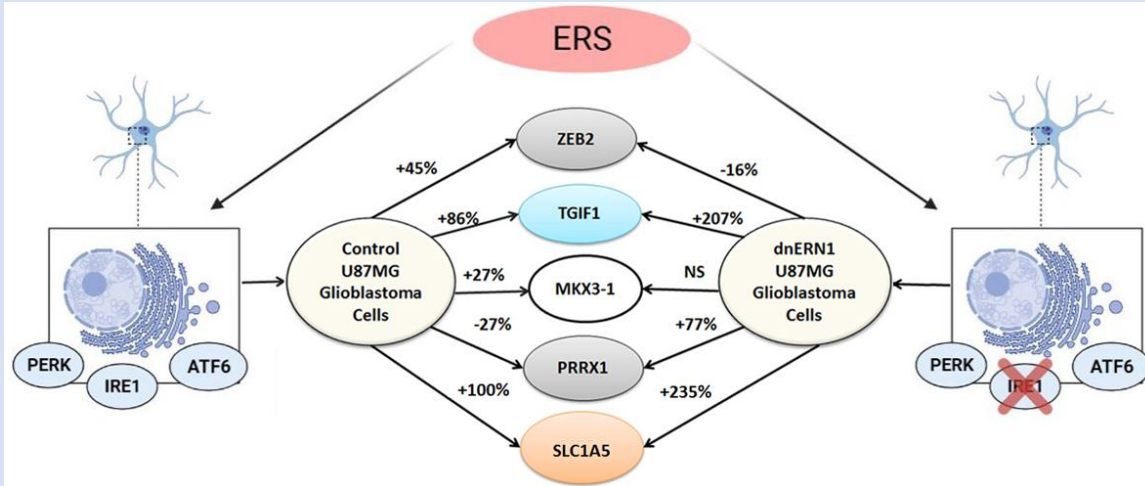 ERS
ZEB2
+45%
-16%
TGIF1
+86%
+207%
Control
U87MG
Glioblastoma
Cells
dnERN1
U87MG
Glioblastoma
Cells
+27%
NS
MKX3-1
-27%
+77%
PRRX1
+100%
+235%
SLC1A5
PERK
IRE1
ATF6
PERK
IRE1
ATF6